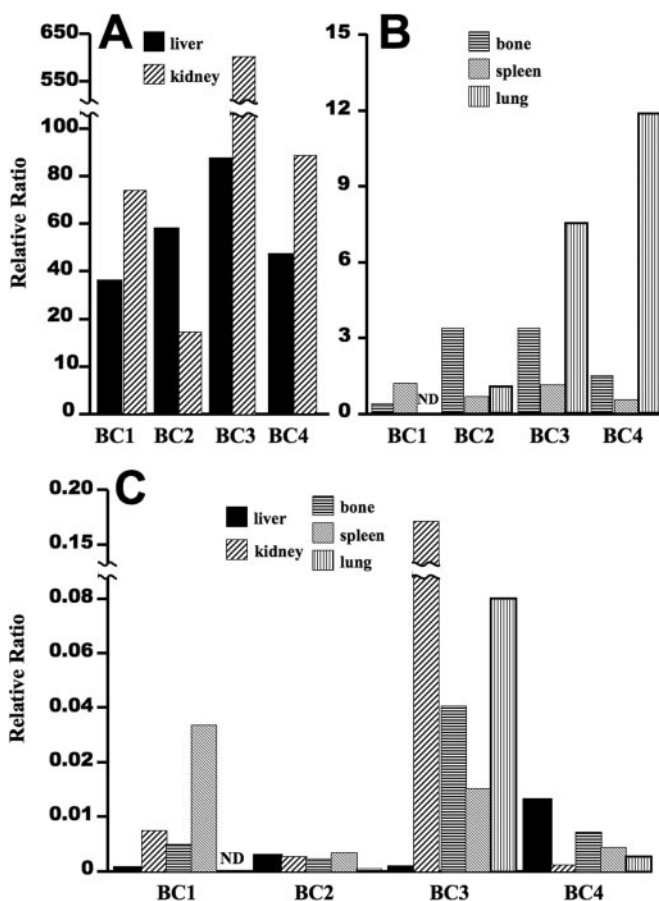 A
Relative Ratio
650
550
100
80
60
40
20
10
0
liver
kidney
BC1 BC2 BC3 BC4
B
15
12
9
6
3
0
bone
spleen
lung
ND
BC1 BC2 BC3 BC4
C
Relative Ratio
0.20
0.15
0.08
0.04
0.02
0.01
0
liver
kidney
bone
spleen
lung
ND
BC1 BC2 BC3 BC4